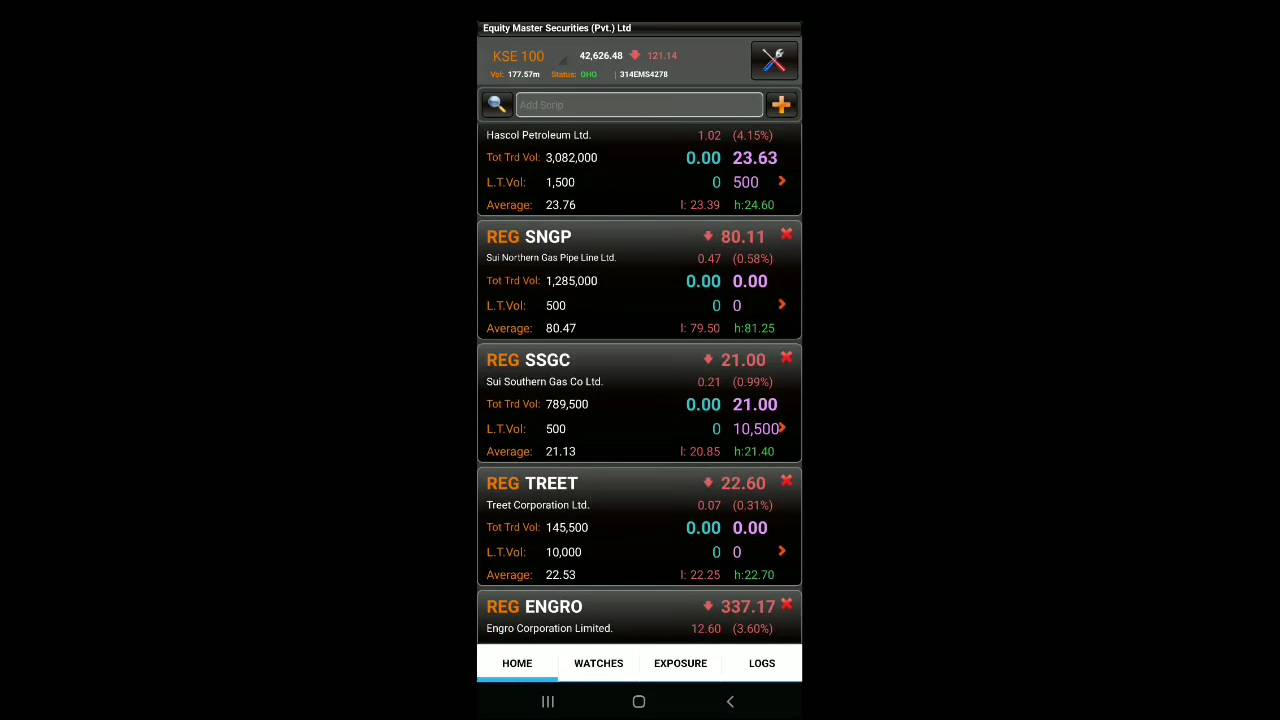 Equity Master Securities (Pvt.) Ltd
KSE 100 42,626.48 121.14
Vol: 177.57m Status: OHO | 314EMS4278
Add Scrip
Hascol Petroleum Ltd. 1.02 (4.15%)
Tot Trd Vol: 3,082,000 0.00 23.63
L.T.Vol: 1,500 0 500
Average: 23.76 l: 23.39 h:24.60
REG SNGP 80.11
Sui Northern Gas Pipe Line Ltd. 0.47 (0.58%)
Tot Trd Vol: 1,285,000 0.00 0.00
L.T.Vol: 500 0 0
Average: 80.47 l: 79.50 h:81.25
REG SSGC 21.00
Sui Southern Gas Co Ltd. 0.21 (0.99%)
Tot Trd Vol: 789,500 0.00 21.00
L.T.Vol: 500 0 10,500
Average: 21.13 l: 20.85 h:21.40
REG TREET 22.60
Treet Corporation Ltd. 0.07 (0.31%)
Tot Trd Vol: 145,500 0.00 0.00
L.T.Vol: 10,000 0 0
Average: 22.53 l: 22.25 h:22.70
REG ENGRO 337.17
Engro Corporation Limited. 12.60 (3.60%)
HOME WATCHES EXPOSURE LOGS